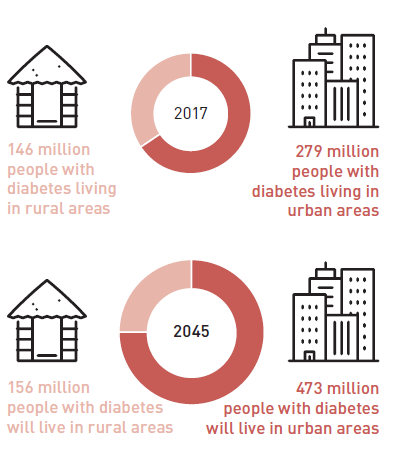 2017
146 million
people with
diabetes living
in rural areas
279 million
people with
diabetes living in
urban areas
2045
156 million
people with diabetes
will live in rural areas
473 million
people with diabetes
will live in urban areas